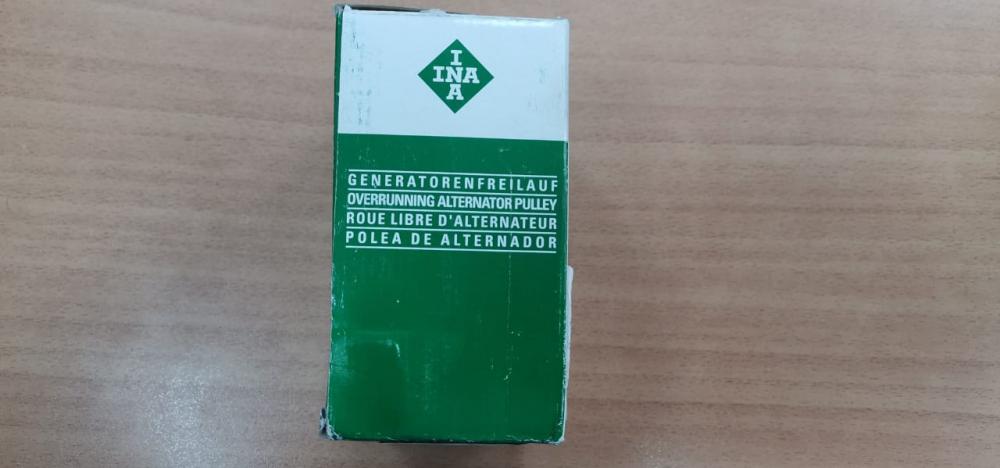 INA
GENERATORENFREILAUF
OVERRUNNING ALTERNATOR PULLEY
ROUE LIBRE D'ALTERNATEUR
POLEA DE ALTERNADOR